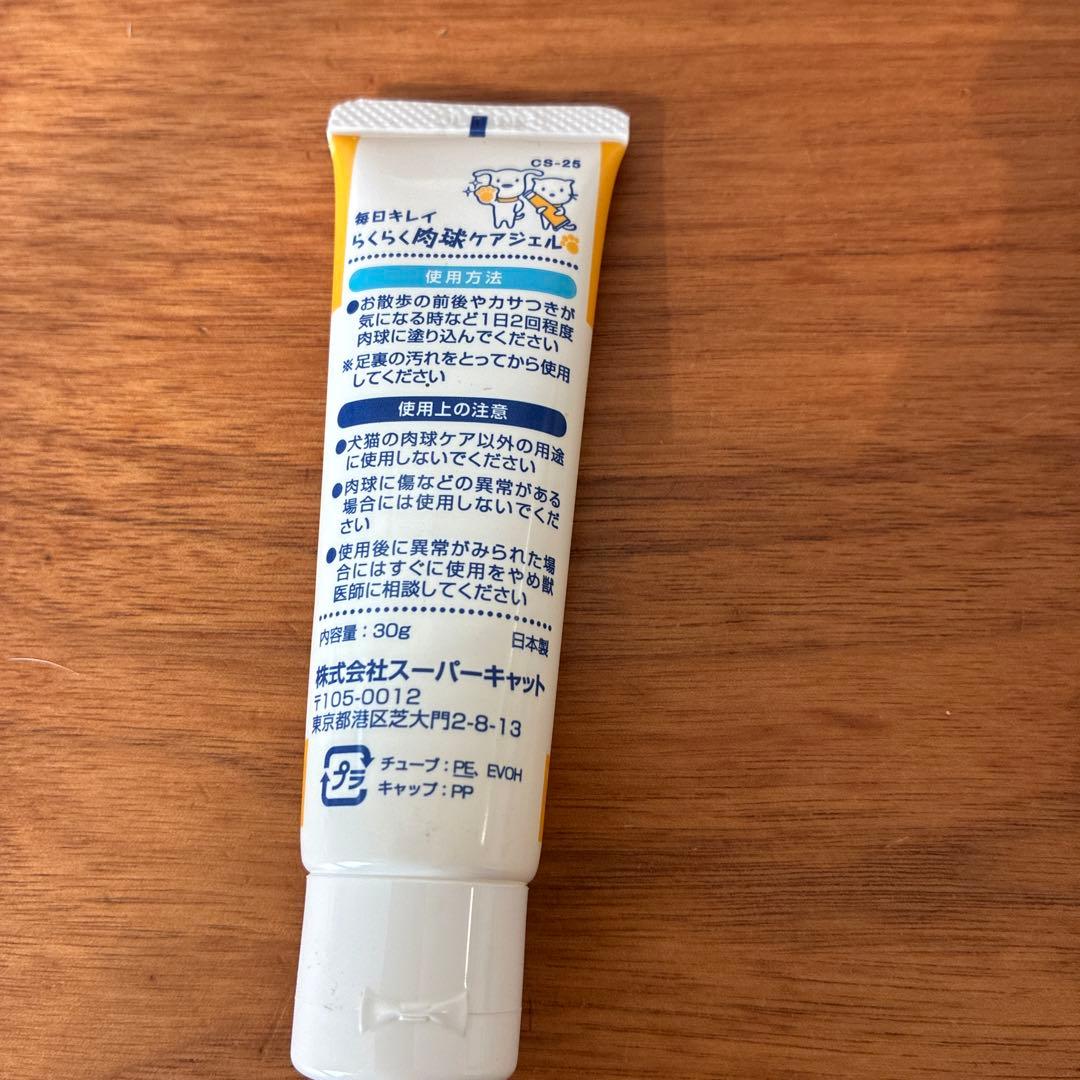 CS-25
毎日キレイ
らくらく肉球ケアジェル
使用方法
●お散歩の前後やカサつきが
気になる時など1日2回程度
肉球に塗り込んでください
※足裏の汚れをとってから使用
してください
使用上の注意
●犬猫の肉球ケア以外の用途
に使用しないでください
●肉球に傷などの異常がある
場合には使用しないでくだ
さい
●使用後に異常がみられた場
合にはすぐに使用をやめ獣
医師に相談してください
内容量：30g 日本製
株式会社スーパーキャット
〒105-0012
東京都港区芝大門2-8-13
プラ
チューブ：PE、EVOH
キャップ：PP